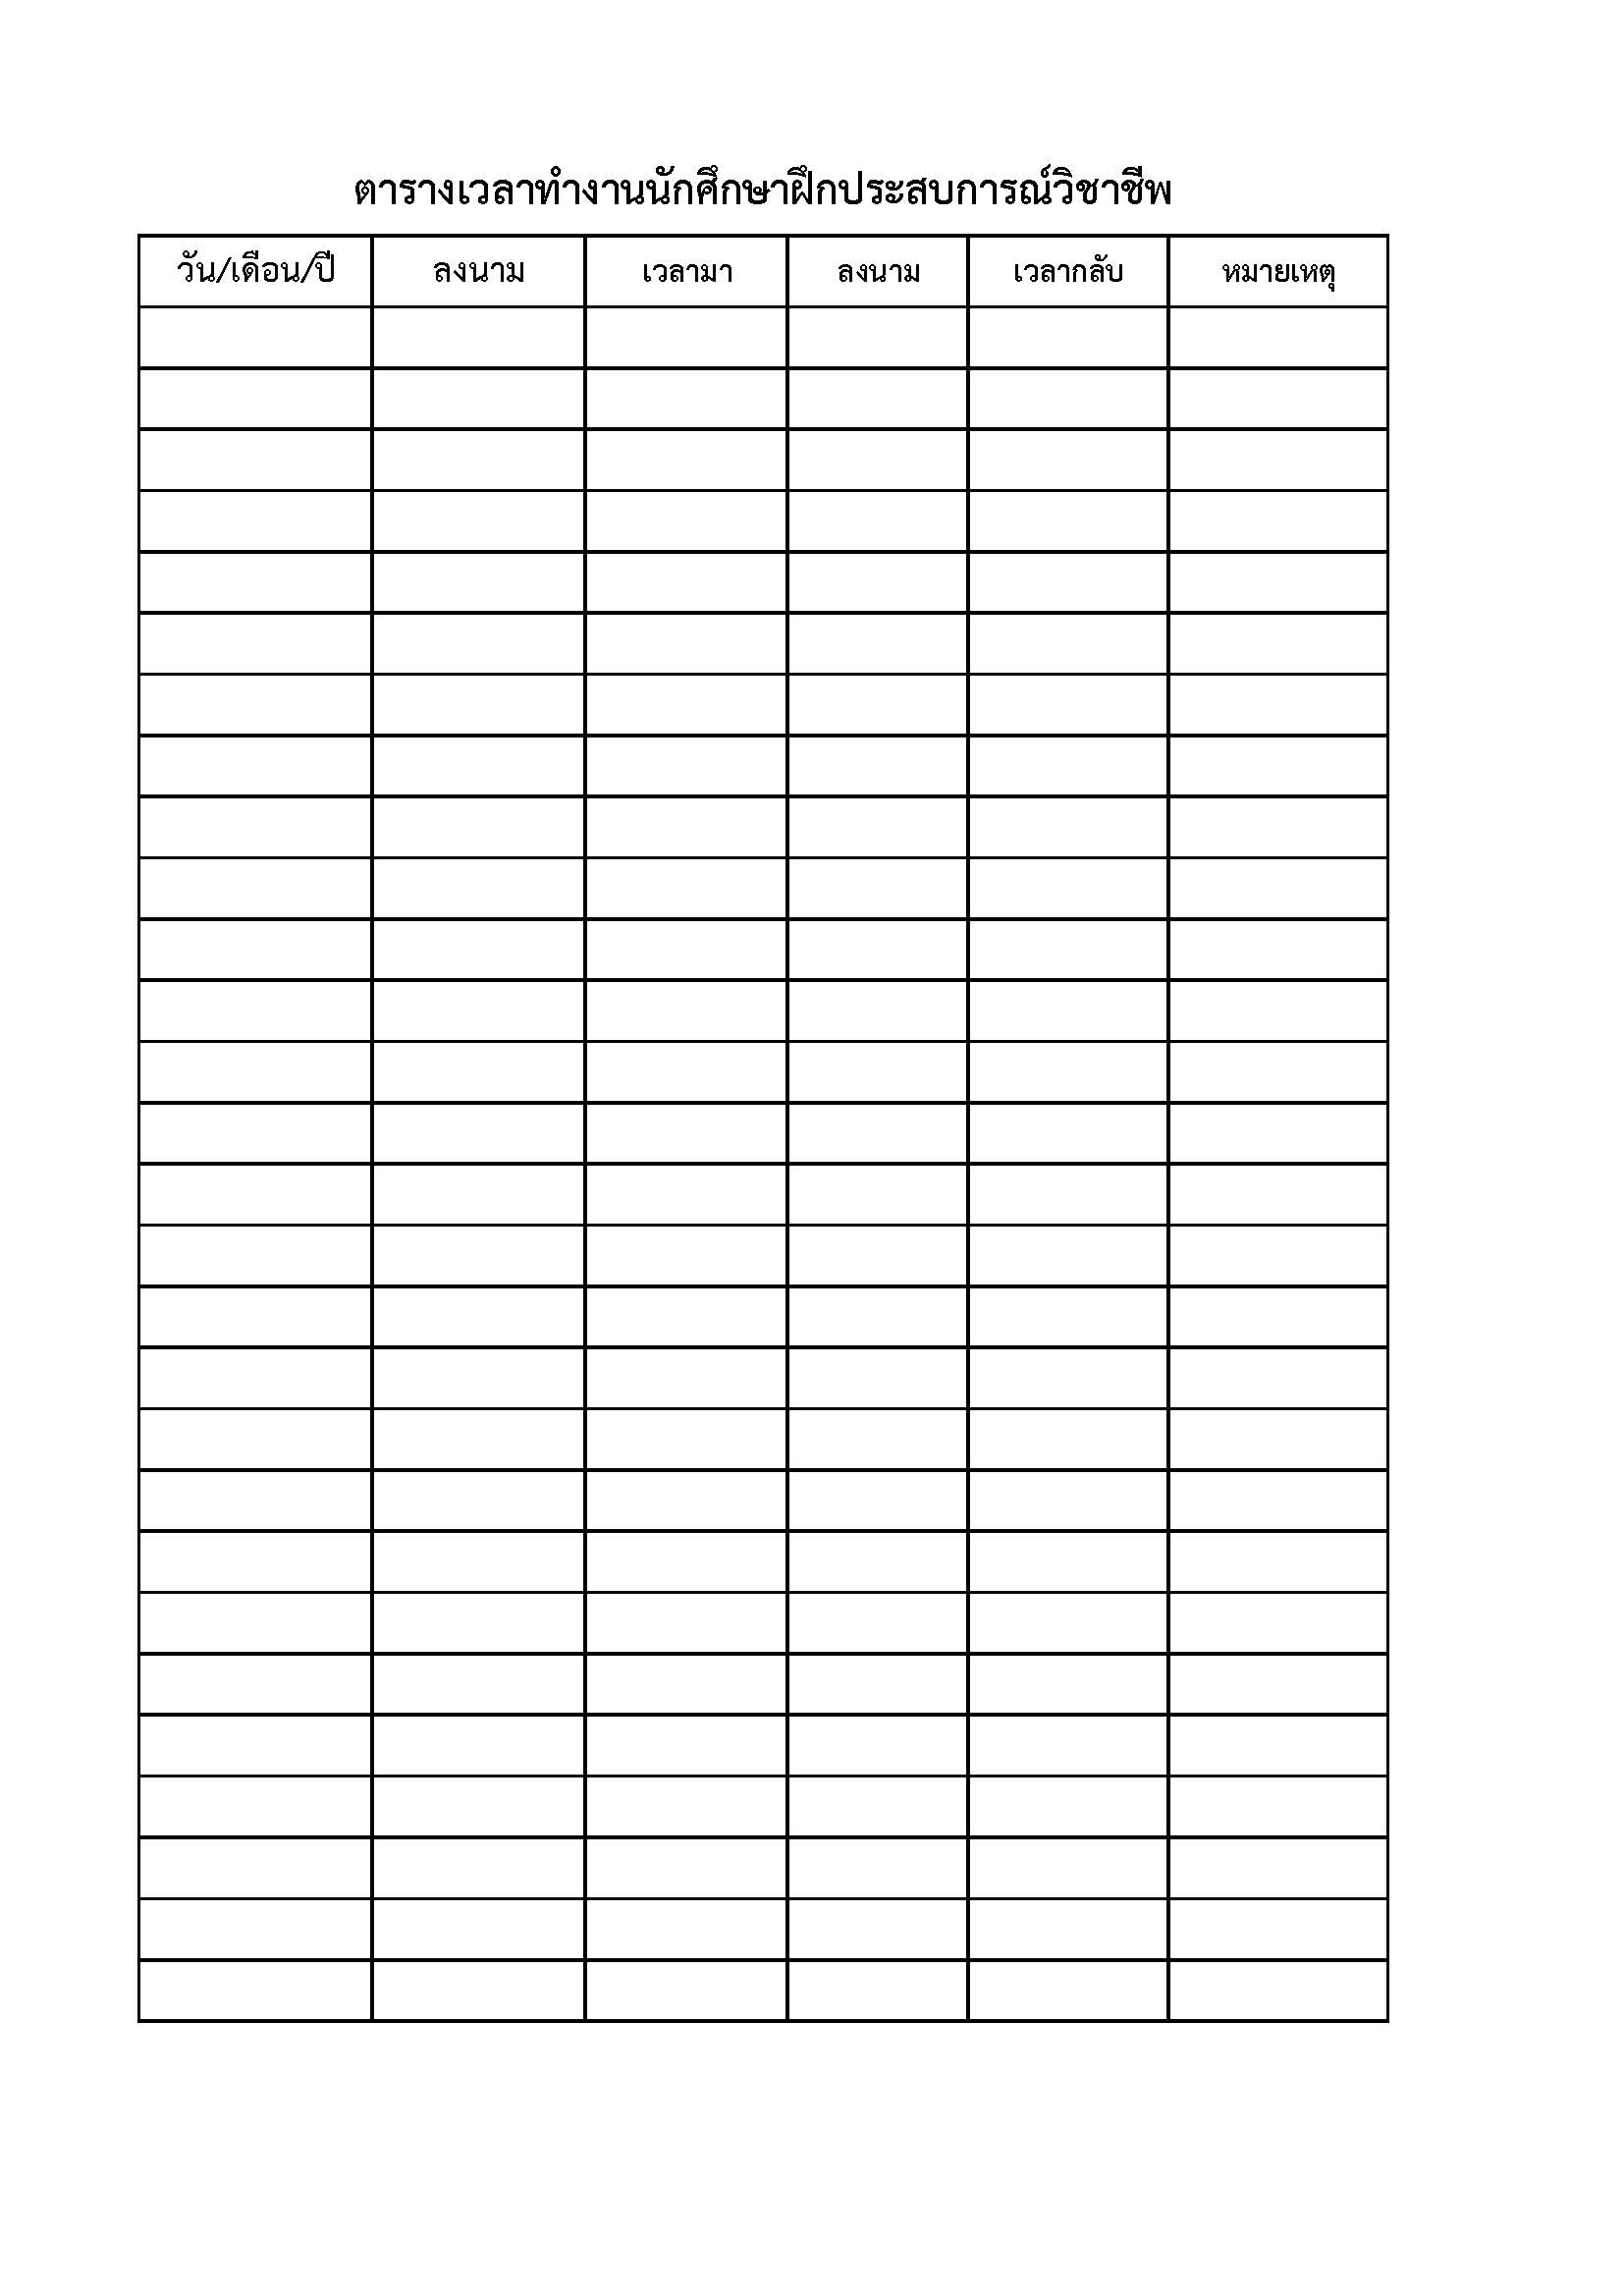 ตารางเวลาทำงานนักศึกษาฝึกประสบการณ์วิชาชีพ
วัน/เดือน/ปี ลงนาม เวลามา ลงนาม เวลากลับ หมายเหตุ